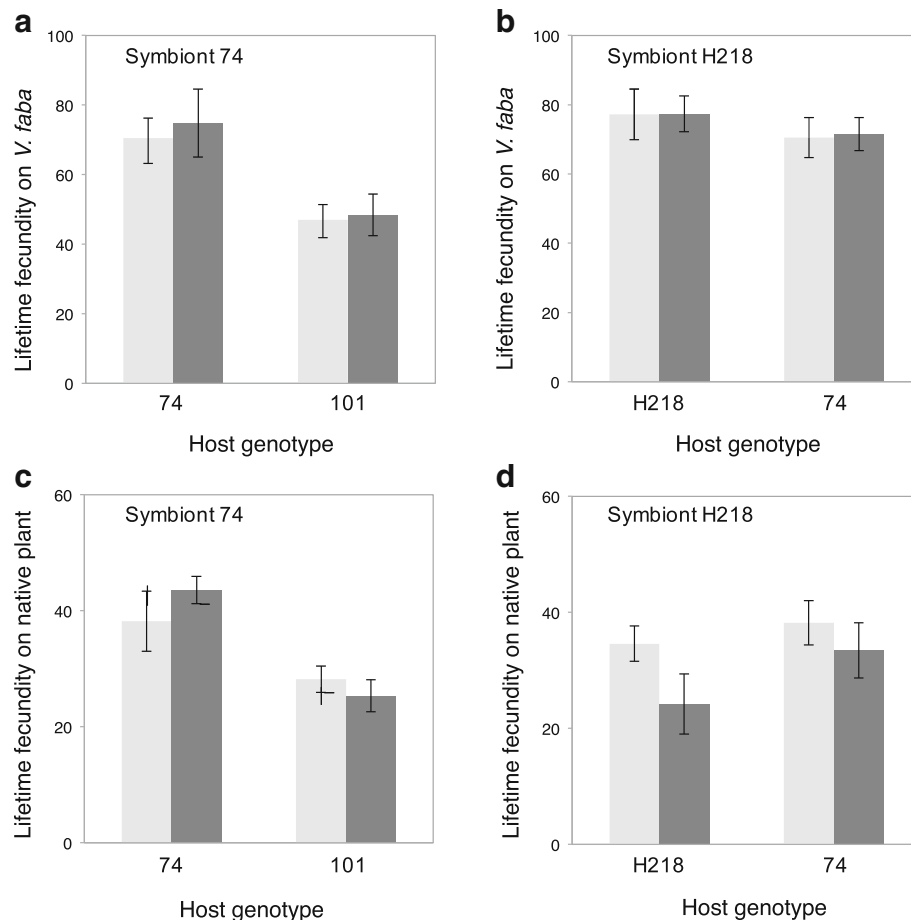 a
Symbiont 74
Lifetime fecundity on V. faba
100
80
60
40
20
0
74 101
Host genotype
b
Symbiont H218
Lifetime fecundity on V. faba
100
80
60
40
20
0
H218 74
Host genotype
c
Symbiont 74
Lifetime fecundity on native plant
60
40
20
0
74 101
Host genotype
d
Symbiont H218
Lifetime fecundity on native plant
60
40
20
0
H218 74
Host genotype